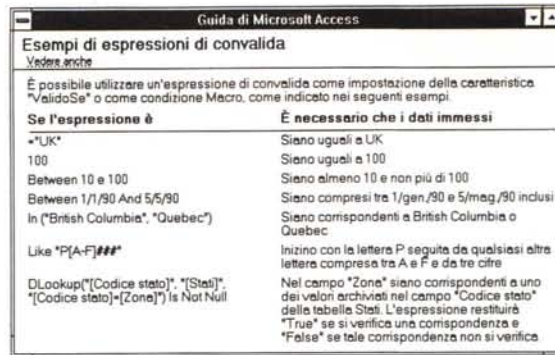 Guida di Microsoft Access
Esempi di espressioni di convalida
Vedere anche
È possibile utilizzare un'espressione di convalida come impostazione della caratteristica
"ValidoSe" o come condizione Macro, come indicato nei seguenti esempi.
Se l'espressione è È necessario che i dati immessi
="UK" Siano uguali a UK
100 Siano uguali a 100
Between 10 e 100 Siano almeno 10 e non più di 100
Between 1/1/90 And 5/5/90 Siano compresi tra 1/gen./90 e 5/mag./90 inclusi
In ("British Columbia", "Quebec") Siano corrispondenti a British Columbia o
Quebec
Like "P[A-F]###" Inizino con la lettera P seguita da qualsiasi altra
lettera compresa tra A e F e da tre cifre
DLookup("[Codice stato]", "[Stati]", Nel campo "Zona" siano corrispondenti a uno
"[Codice stato]=[Zona]") Is Not Null dei valori archiviati nel campo "Codice stato"
della tabella Stati. L'espressione restituirà
"True" se si verifica una corrispondenza e
"False" se tale corrispondenza non si verifica